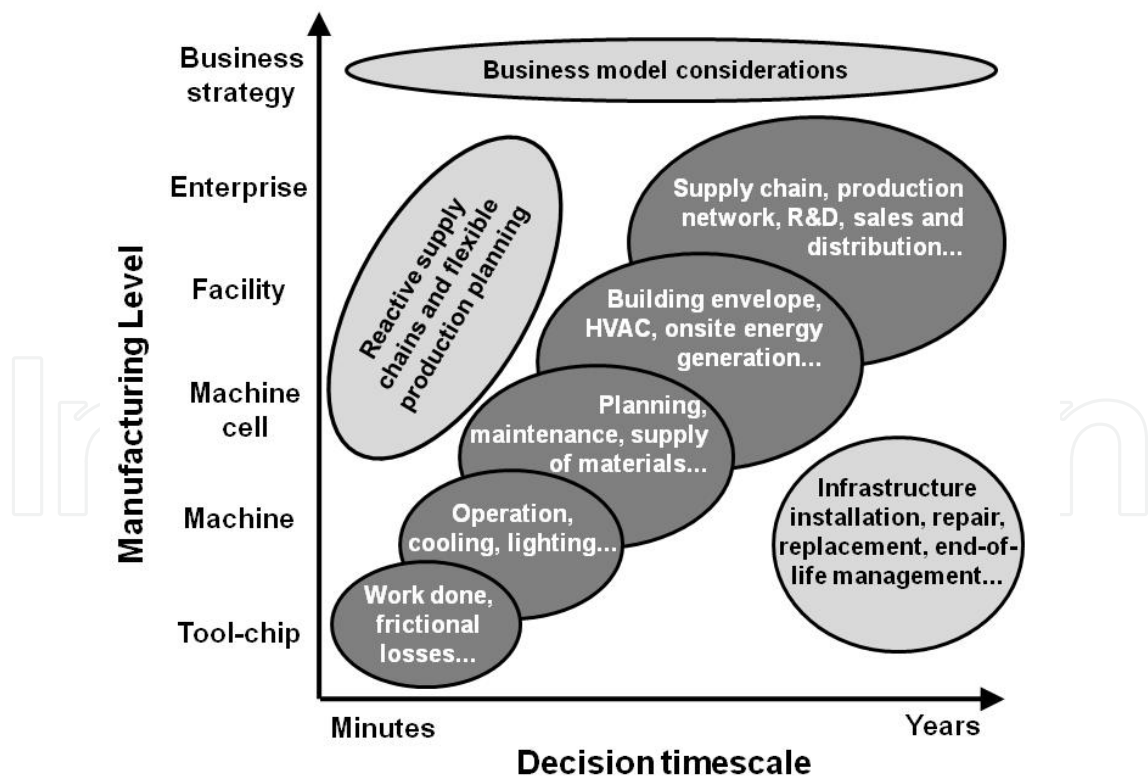 Business
strategy
Enterprise
Facility
Machine
cell
Machine
Tool-chip
Manufacturing Level
Business model considerations
Reactive supply
chains and flexible
production planning
Supply chain, production
network, R&D, sales and
distribution...
Building envelope,
HVAC, onsite energy
generation...
Planning,
maintenance, supply
of materials...
Operation,
cooling, lighting...
Work done,
frictional
losses...
Infrastructure
installation, repair,
replacement, end-of-
life management...
Minutes
Years
Decision timescale